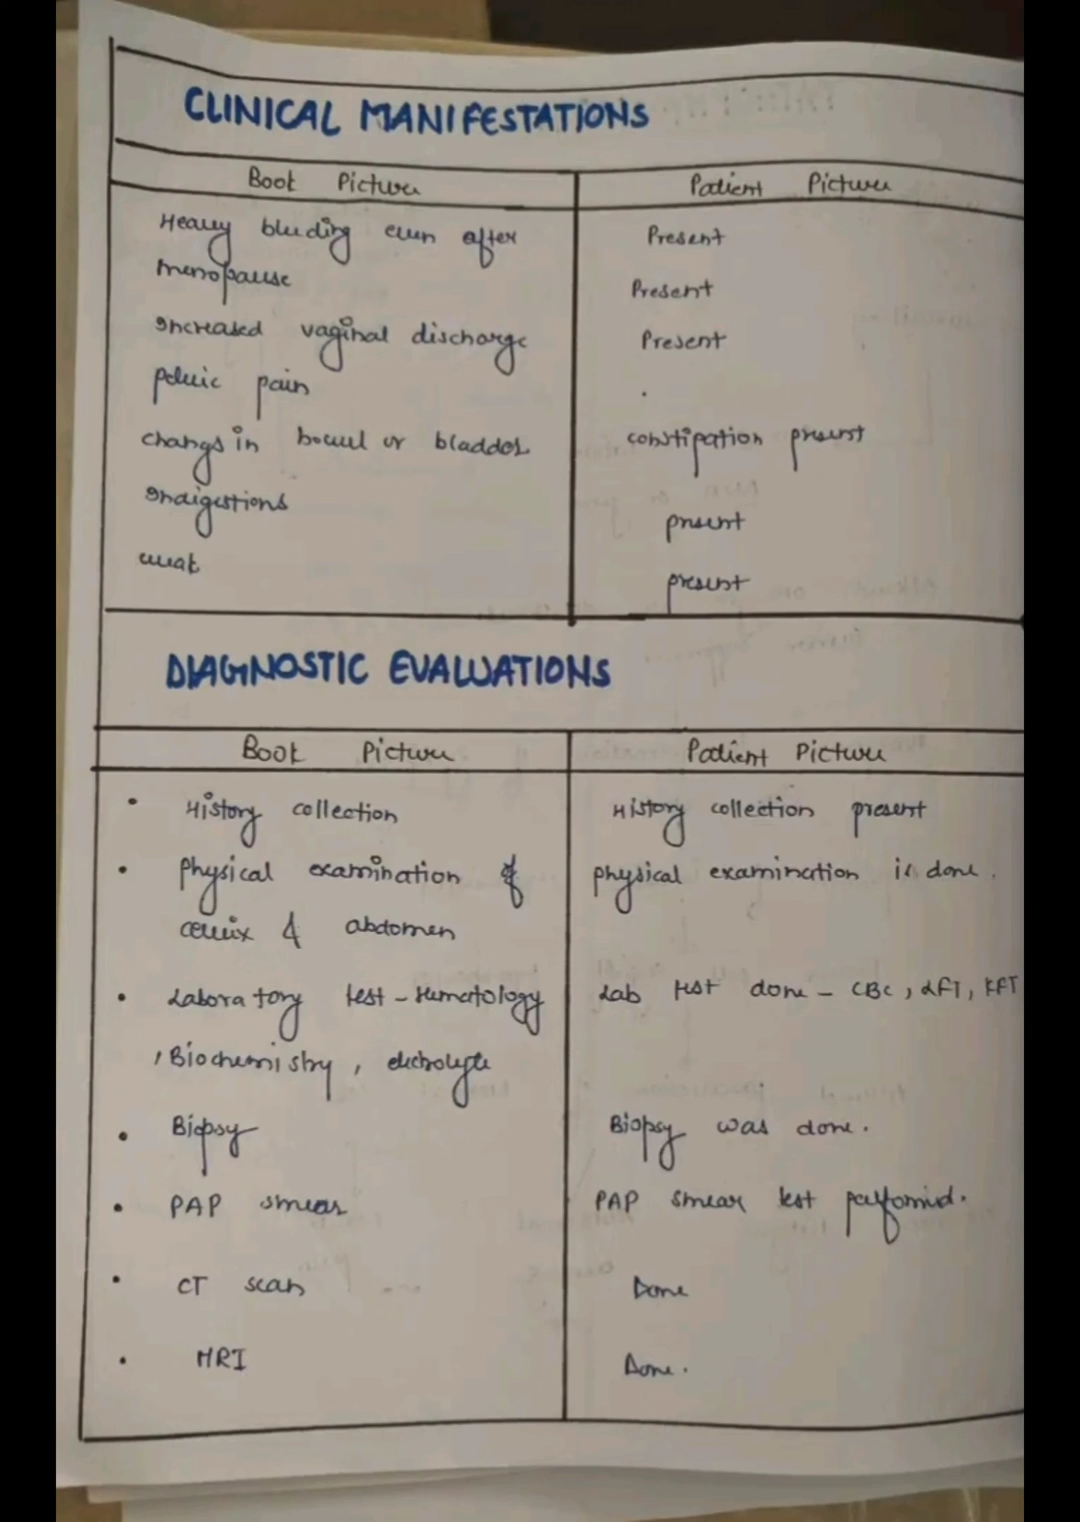 CLINICAL MANIFESTATIONS
Book Picture
Patient Picture
Heavy bleeding even after
Present
menopause
Present
Increased vaginal discharge
Present
pelvic pain
changs in bowel or bladder
constipation present
Indigestions
present
weak
present
DIAGNOSTIC EVALUATIONS
Book Picture
Patient Picture
• History collection
History collection present
• Physical examination of
physical examination is done.
cervix & abdomen
• Laboratory test - Hematology
Lab test done - CBC, LFT, KFT
, Biochemistry, electrolyte
• Biopsy
Biopsy was done.
• PAP smear
PAP smear test performed.
• CT scan
Done
• MRI
Done.